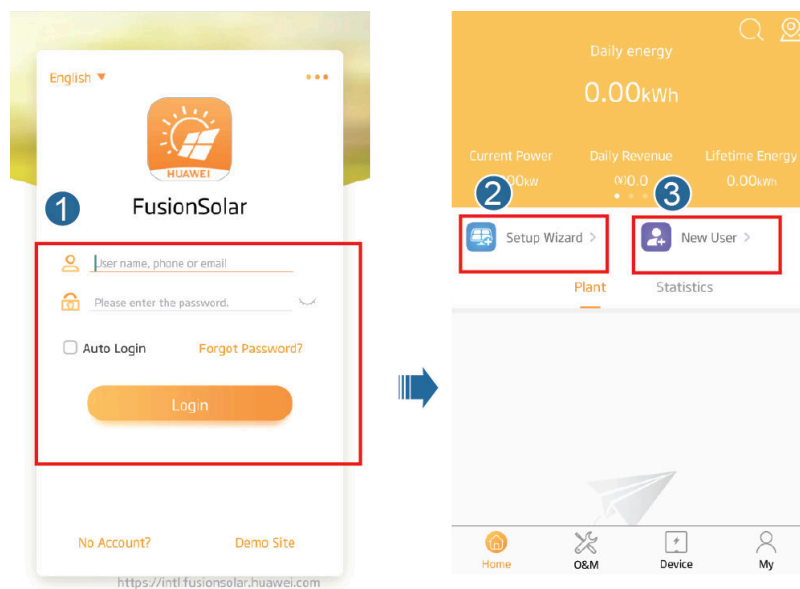 English ▼
HUAWEI
1
FusionSolar
User name, phone or email
Please enter the password.
Auto Login Forgot Password?
Login
No Account? Demo Site
https://intl.fusionsolar.huawei.com
Daily energy
0.00kWh
Current Power Daily Revenue Lifetime Energy
0.00kWh
2
3
Setup Wizard >
New User >
Plant Statistics
Home O&M Device My